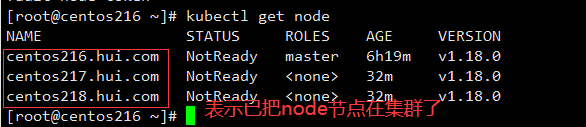 [root@centos216 ~]# kubectl get node
NAME STATUS ROLES AGE VERSION
centos216.hui.com NotReady master 6h19m v1.18.0
centos217.hui.com NotReady <none> 32m v1.18.0
centos218.hui.com NotReady <none> 32m v1.18.0
[root@centos216 ~]# 表示已把node节点任集群了